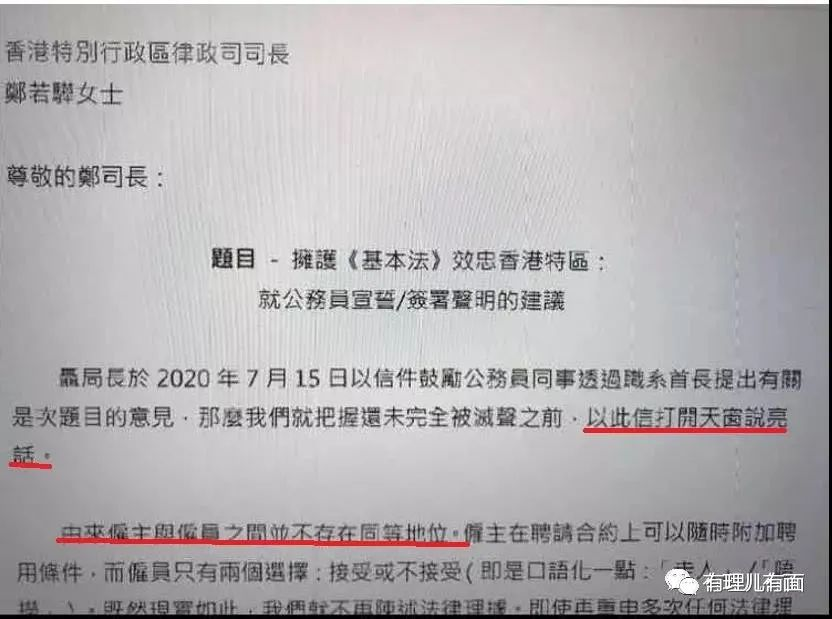 香港特別行政區律政司司長
鄭若驊女士
尊敬的鄭司長：
題目 - 擁護《基本法》效忠香港特區：
就公務員宣誓/簽署聲明的建議
聶局長於 2020 年 7 月 15 日以信件鼓勵公務員同事透過職系首長提出有關
是次題目的意見，那麼我們就把握還未完全被滅聲之前，以此信打開天窗說亮
話。
由來僱主與僱員之間並不存在同等地位。僱主在聘請合約上可以隨時附加聘
用條件，而僱員只有兩個選擇：接受或不接受（即是口語化一點：「走人」/「唔
撈」）。既然現實如此，我們就不再陳述法律理據。即使再重申多次任何法律理
有理儿有面